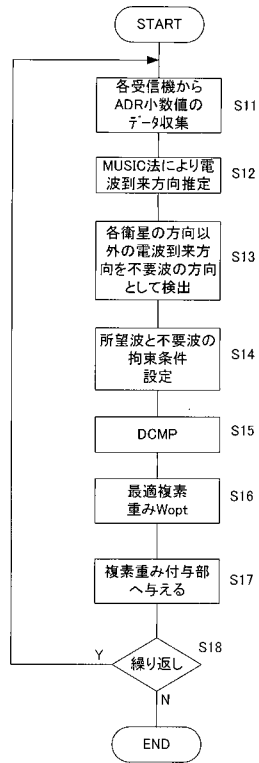 START
各受信機から
ADR小数値の
データ収集
S11
MUSIC法により電
波到来方向推定
S12
各衛星の方向以
外の電波到来方
向を不要波の方向
として検出
S13
所望波と不要波の
拘束条件
設定
S14
DCMP
S15
最適複素
重みWopt
S16
複素重み付与部
へ与える
S17
繰り返し
S18
Y
N
END